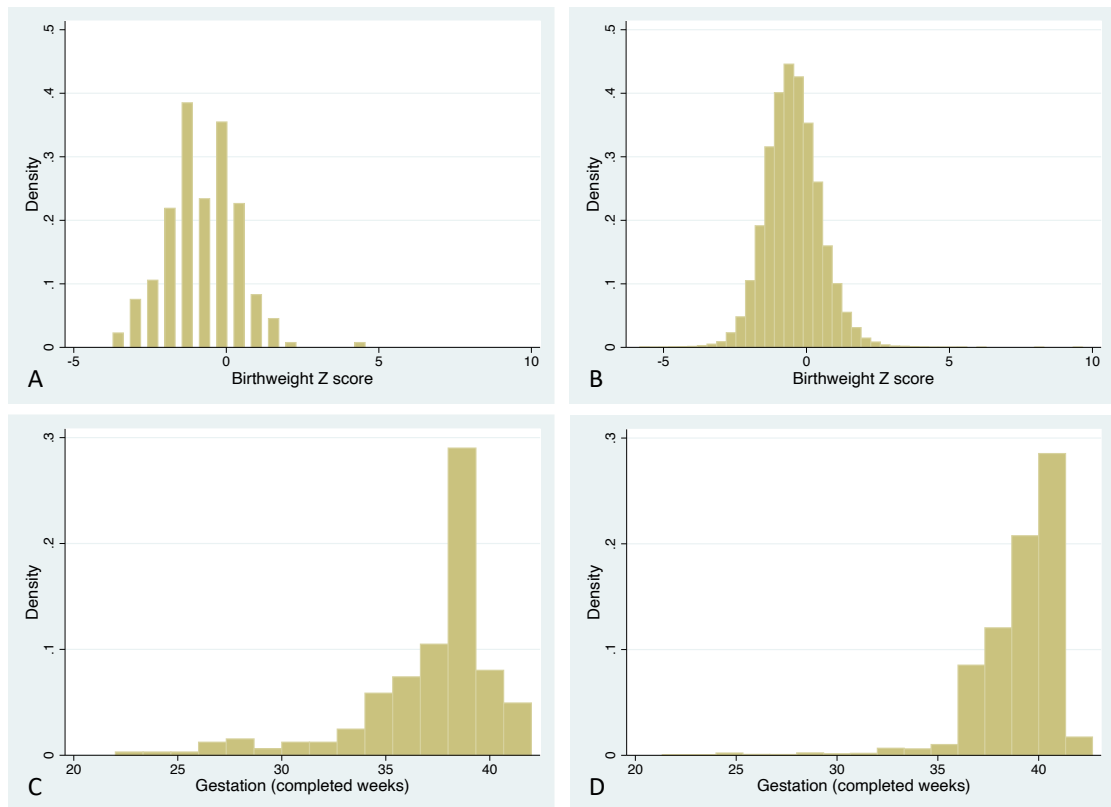 .5
.4
.3
.2
.1
0
Density
-5 0 5 10
Birthweight Z score
A
.5
.4
.3
.2
.1
0
Density
-5 0 5 10
Birthweight Z score
B
.3
.2
.1
0
Density
20 25 30 35 40
Gestation (completed weeks)
C
.3
.2
.1
0
Density
20 25 30 35 40
Gestation (completed weeks)
D